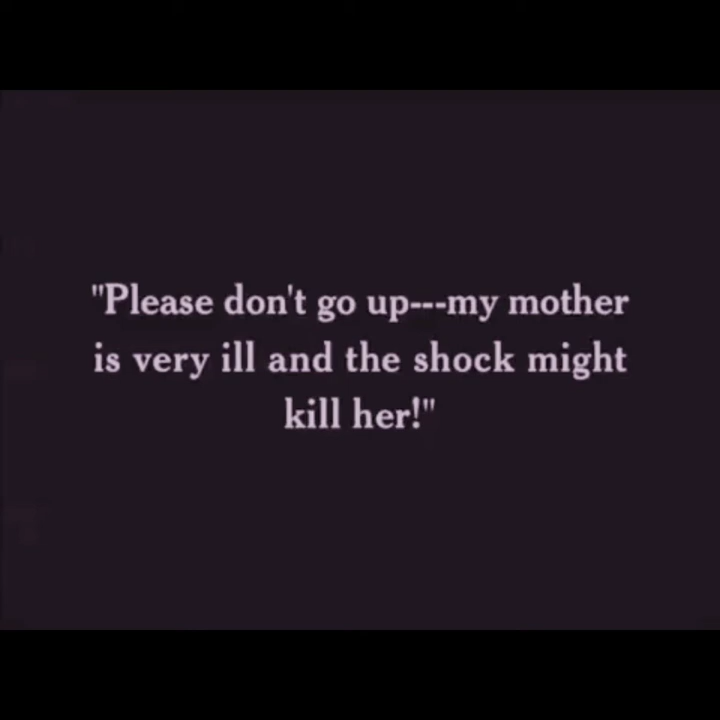 "Please don't go up---my mother
is very ill and the shock might
kill her!"